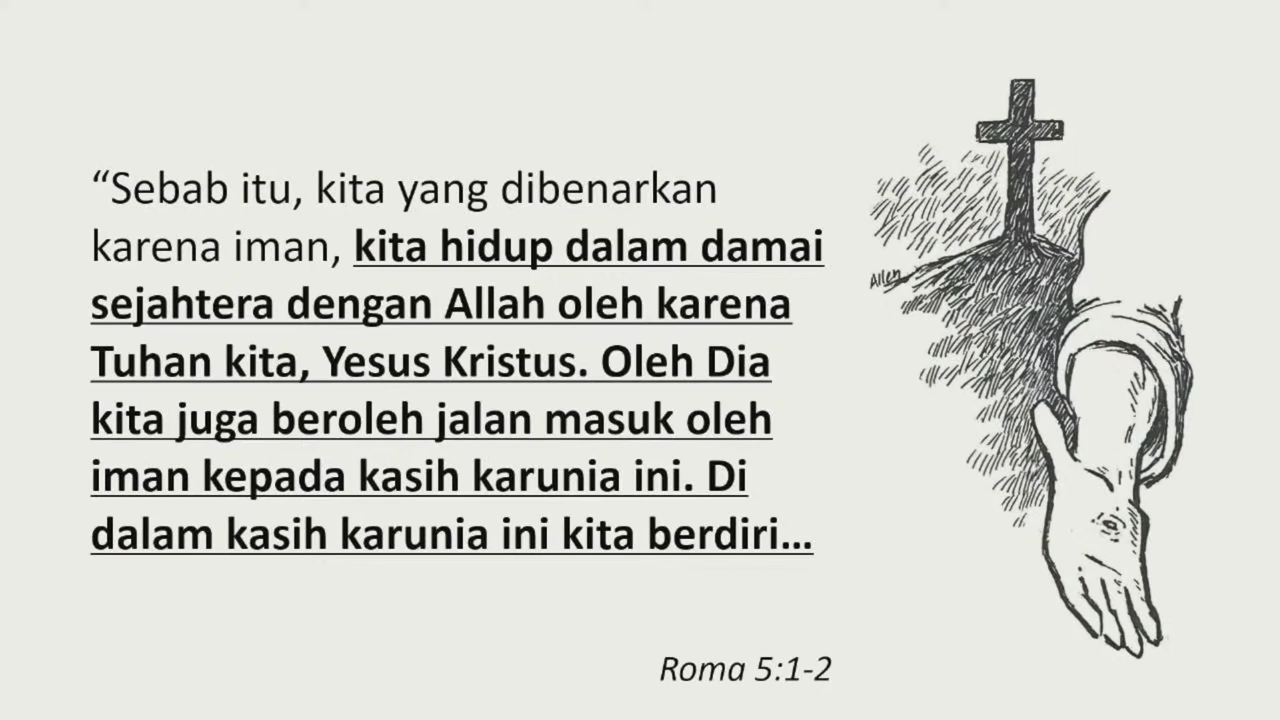 “Sebab itu, kita yang dibenarkan
karena iman, kita hidup dalam damai
sejahtera dengan Allah oleh karena
Tuhan kita, Yesus Kristus. Oleh Dia
kita juga beroleh jalan masuk oleh
iman kepada kasih karunia ini. Di
dalam kasih karunia ini kita berdiri…
Allen
Roma 5:1-2